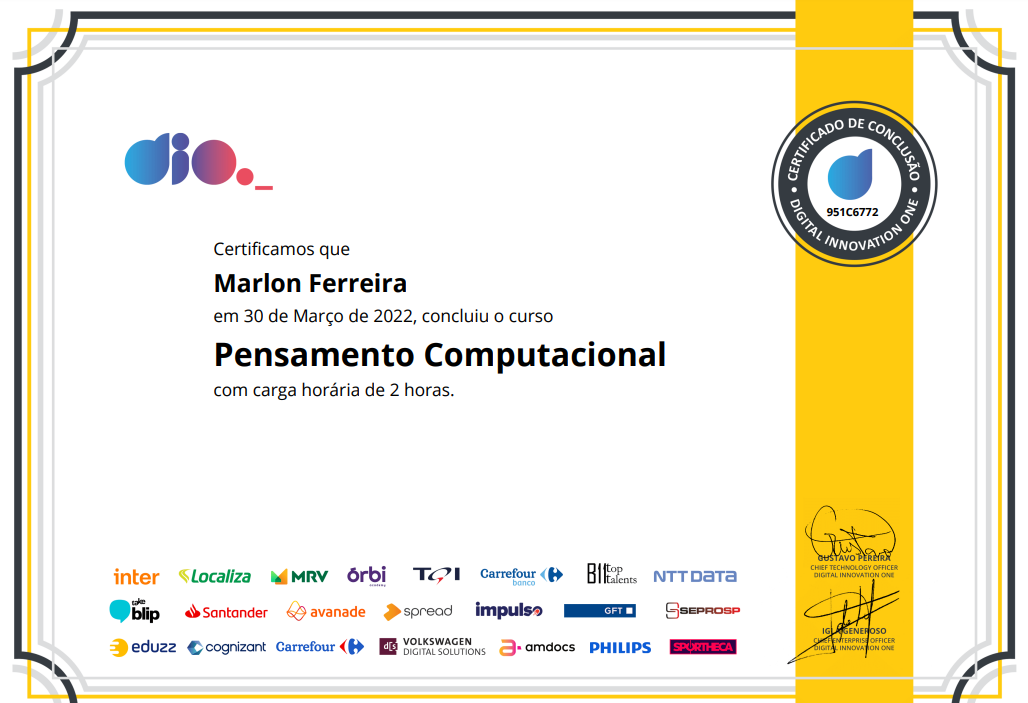 dio._
CERTIFICADO DE CONCLUSÃO
951C6772
DIGITAL INNOVATION ONE
Certificamos que
Marlon Ferreira
em 30 de Março de 2022, concluiu o curso
Pensamento Computacional
com carga horária de 2 horas.
GUSTAVO PEREIRA
CHIEF TECHNOLOGY OFFICER
DIGITAL INNOVATION ONE
inter Localiza MRV órbi TQI Carrefour banco B11 top talents NTT DATA
take blip Santander avanade spread impulso GFT SEPROSP
IGL GENEROSO
CHIEF ENTERPRISE OFFICER
DIGITAL INNOVATION ONE
eduzz cognizant Carrefour d[s VOLKSWAGEN DIGITAL SOLUTIONS amdocs PHILIPS SPORTHECA